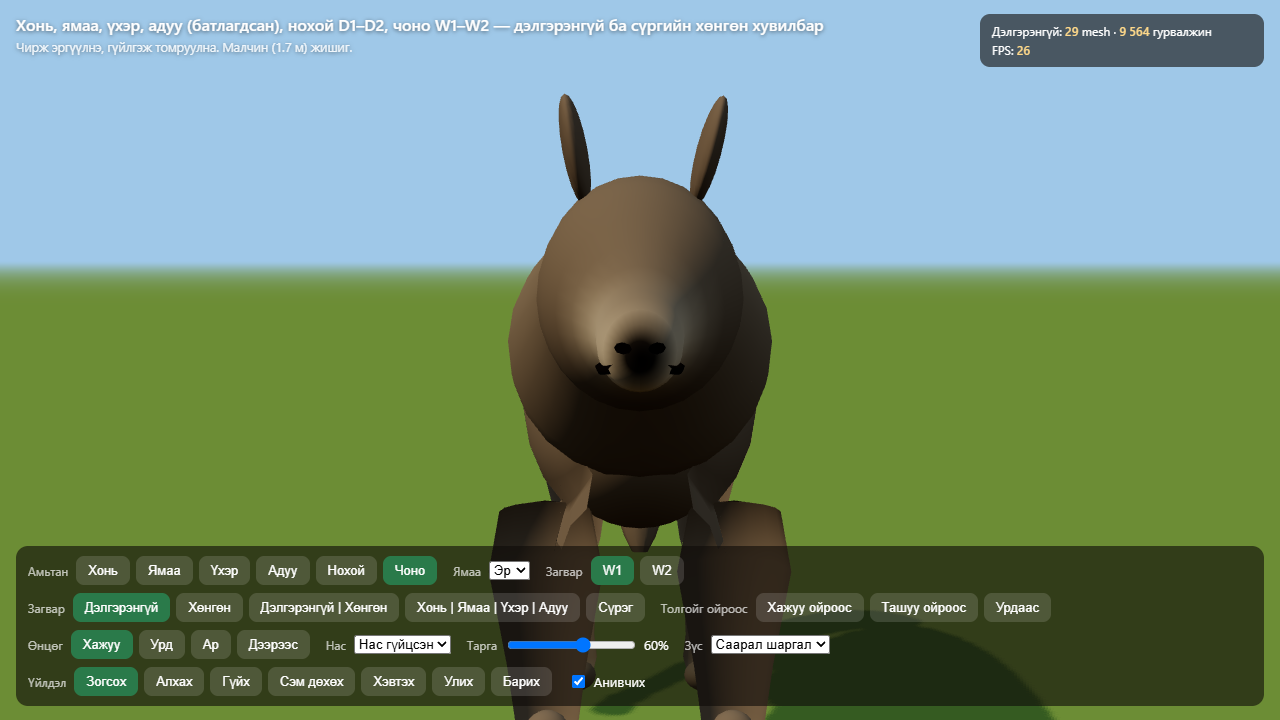 Хонь, ямаа, үхэр, адуу (батлагдсан), нохой D1–D2, чоно W1–W2 — дэлгэрэнгүй ба сүргийн хөнгөн хувилбар
Чирж эргүүлнэ, гүйлгэж томруулна. Малчин (1.7 м) жишиг.
Дэлгэрэнгүй: 29 mesh · 9 564 гурвалжин
FPS: 26
Амьтан Хонь Ямаа Үхэр Адуу Нохой Чоно Ямаа Эр Загвар W1 W2
Загвар Дэлгэрэнгүй Хөнгөн Дэлгэрэнгүй | Хөнгөн Хонь | Ямаа | Үхэр | Адуу Сүрэг Толгойг ойроос Хажуу ойроос Ташуу ойроос Урдаас
Өнцөг Хажуу Урд Ар Дээрээс Нас Нас гүйцсэн Тарга 60% Зүс Саарал шаргал
Үйлдэл Зогсох Алхах Гүйх Сэм дөхөх Хэвтэх Улих Барих Анивчих